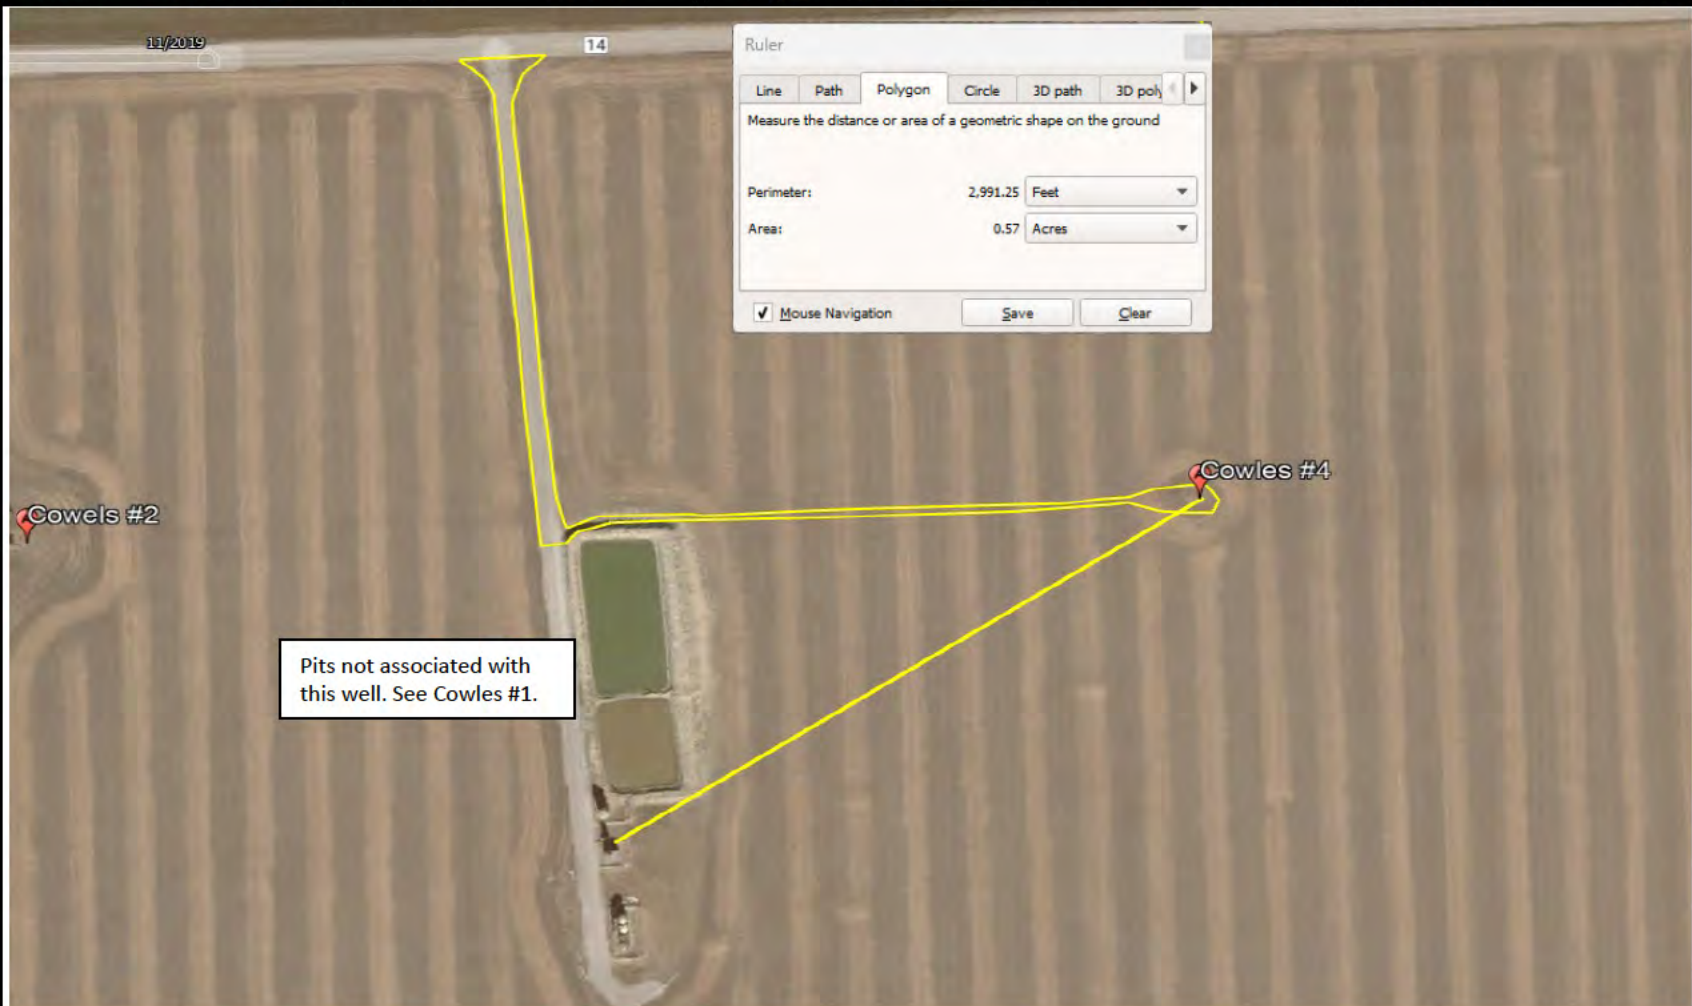 11/2019
14
Ruler
Line Path Polygon Circle 3D path 3D poly
Measure the distance or area of a geometric shape on the ground
Perimeter: 2,991.25 Feet
Area: 0.57 Acres
Mouse Navigation Save Clear
Cowles #4
Cowels #2
Pits not associated with
this well. See Cowles #1.